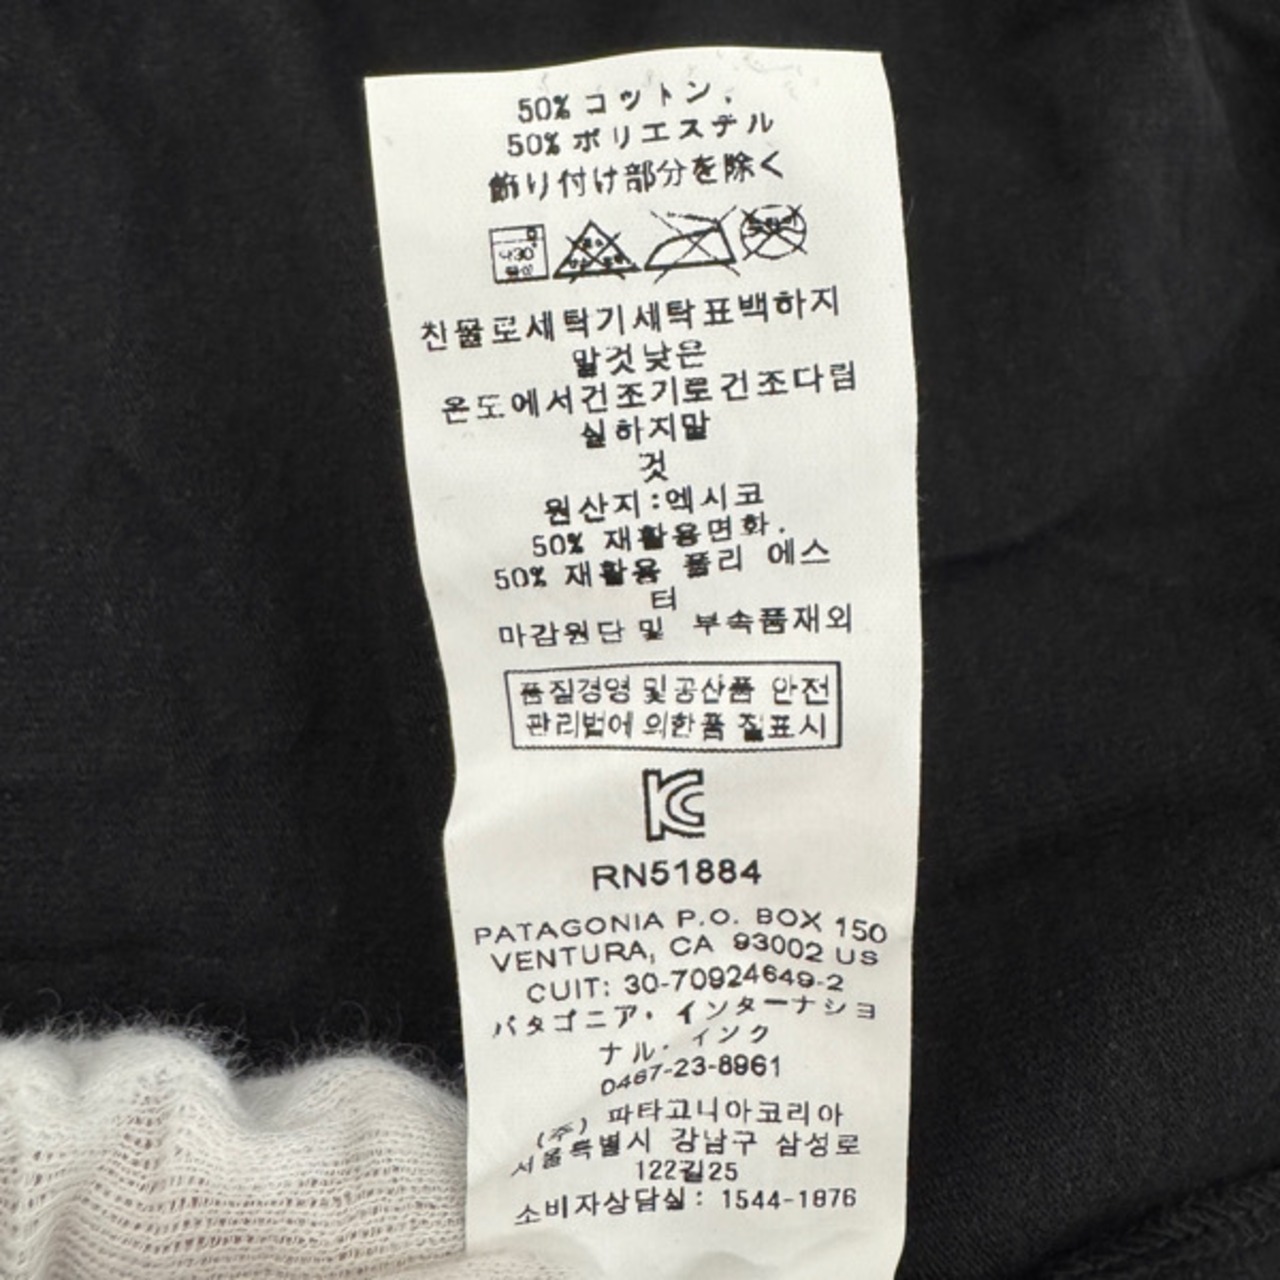 50% コットン,
50% ポリエステル
飾り付け部分を除く
친물로세탁기세탁표백하지
말것낮은
온도에서건조기로건조다림
실하지말
것
원산지:멕시코
50% 재활용면화.
50% 재활용 폴리 에스
터
마감원단및 부속품재외
품질경영 및공산품 안전
관리법에 의한품 질표시
KC
RN51884
PATAGONIA P.O. BOX 150
VENTURA, CA 93002 US
CUIT: 30-70924649-2
パタゴニア・インターナショ
ナル・インク
0467-23-8961
(주) 파타고니아코리아
서울특별시 강남구 삼성로
122길25
소비자상담실: 1544-1876